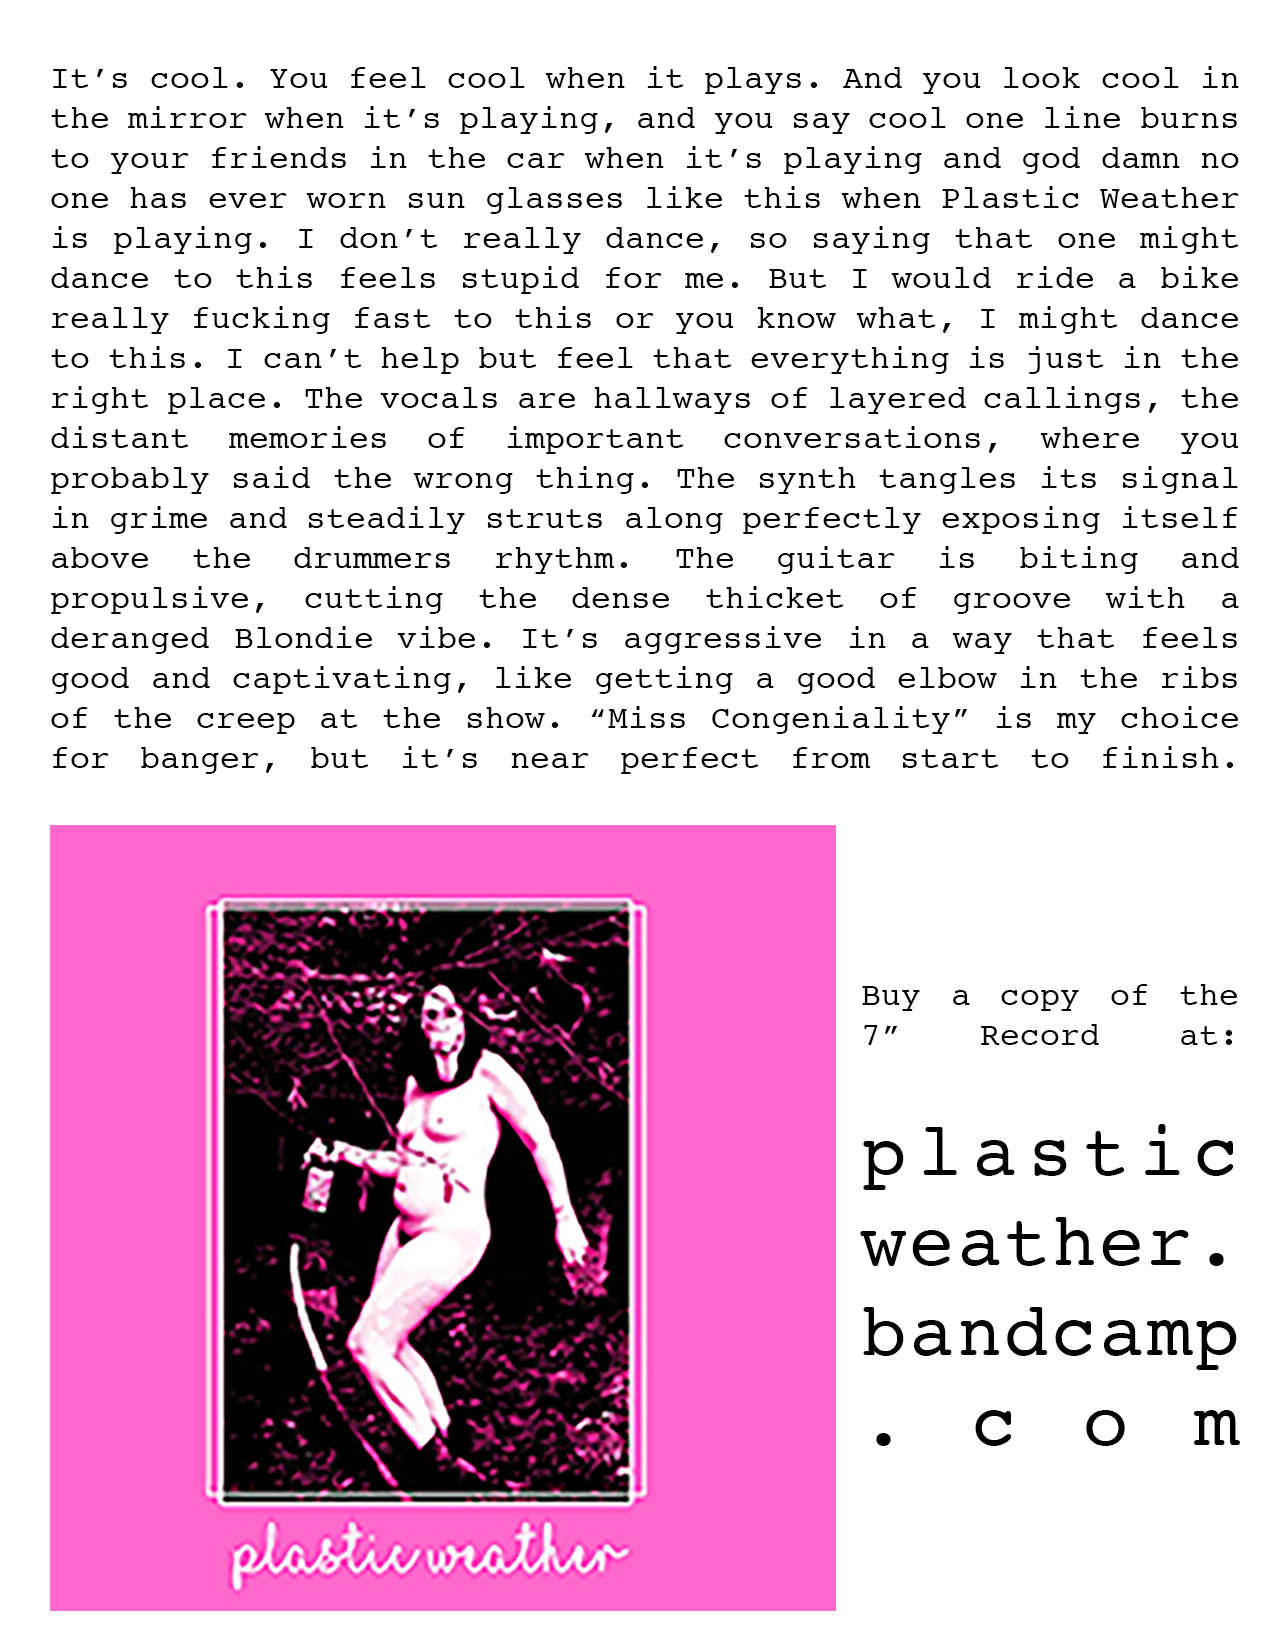 It’s cool. You feel cool when it plays. And you look cool in
the mirror when it’s playing, and you say cool one line burns
to your friends in the car when it’s playing and god damn no
one has ever worn sun glasses like this when Plastic Weather
is playing. I don’t really dance, so saying that one might
dance to this feels stupid for me. But I would ride a bike
really fucking fast to this or you know what, I might dance
to this. I can’t help but feel that everything is just in the
right place. The vocals are hallways of layered callings, the
distant memories of important conversations, where you
probably said the wrong thing. The synth tangles its signal
in grime and steadily struts along perfectly exposing itself
above the drummers rhythm. The guitar is biting and
propulsive, cutting the dense thicket of groove with a
deranged Blondie vibe. It’s aggressive in a way that feels
good and captivating, like getting a good elbow in the ribs
of the creep at the show. “Miss Congeniality” is my choice
for banger, but it’s near perfect from start to finish.
Buy a copy of the
7” Record at:
plastic
weather.
bandcamp
.com
plastic weather